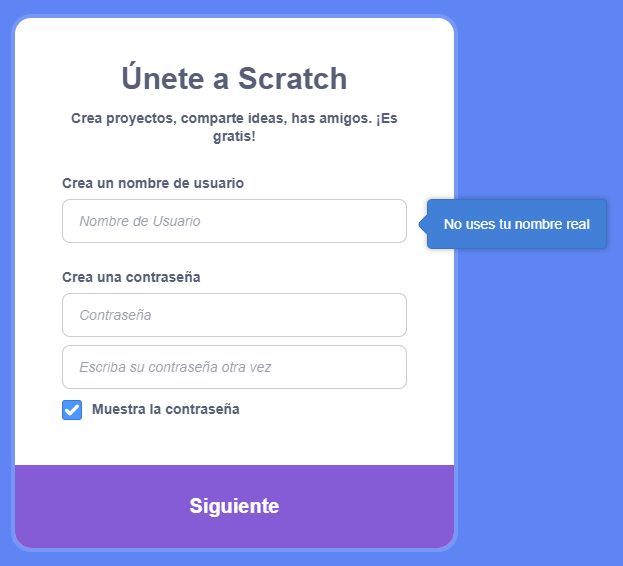 Únete a Scratch
Crea proyectos, comparte ideas, has amigos. ¡Es
gratis!
Crea un nombre de usuario
Nombre de Usuario
No uses tu nombre real
Crea una contraseña
Contraseña
Escriba su contraseña otra vez
Muestra la contraseña
Siguiente